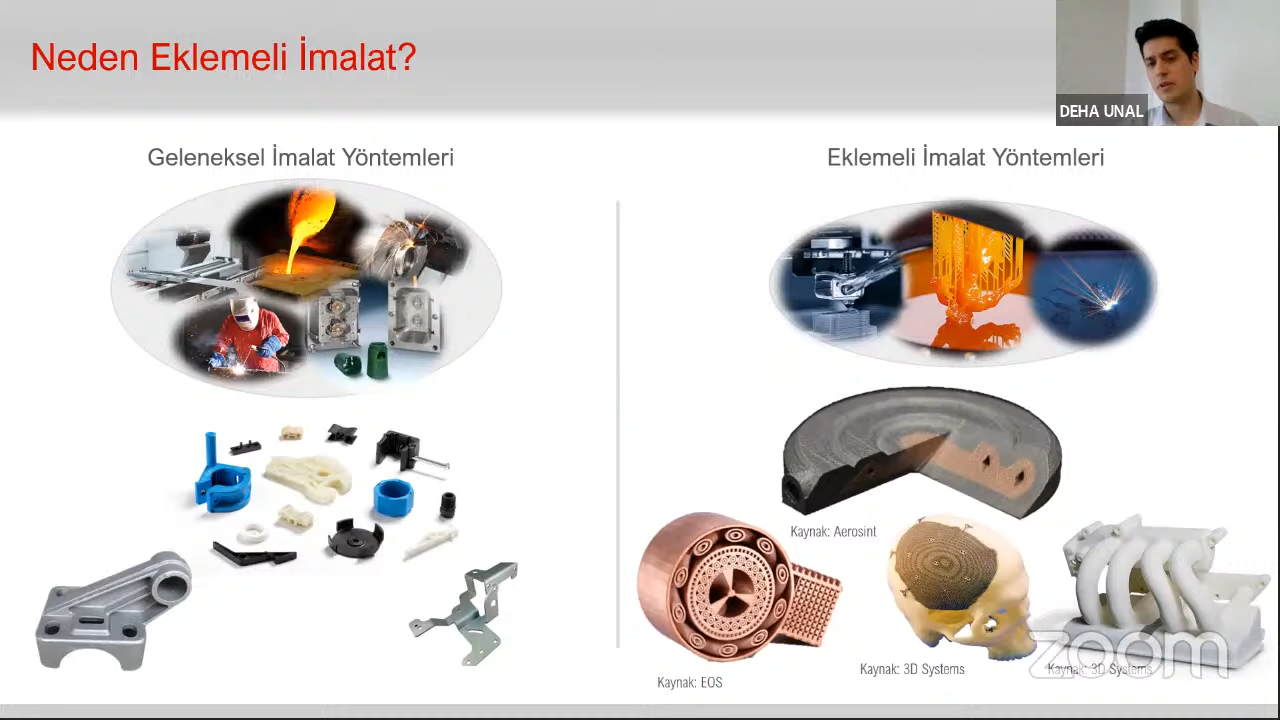 Neden Eklemeli İmalat?
DEHA UNAL
Geleneksel İmalat Yöntemleri
Eklemeli İmalat Yöntemleri
Kaynak: Aerosint
Kaynak: EOS
Kaynak: 3D Systems
Kaynak: 3D Systems
zoom